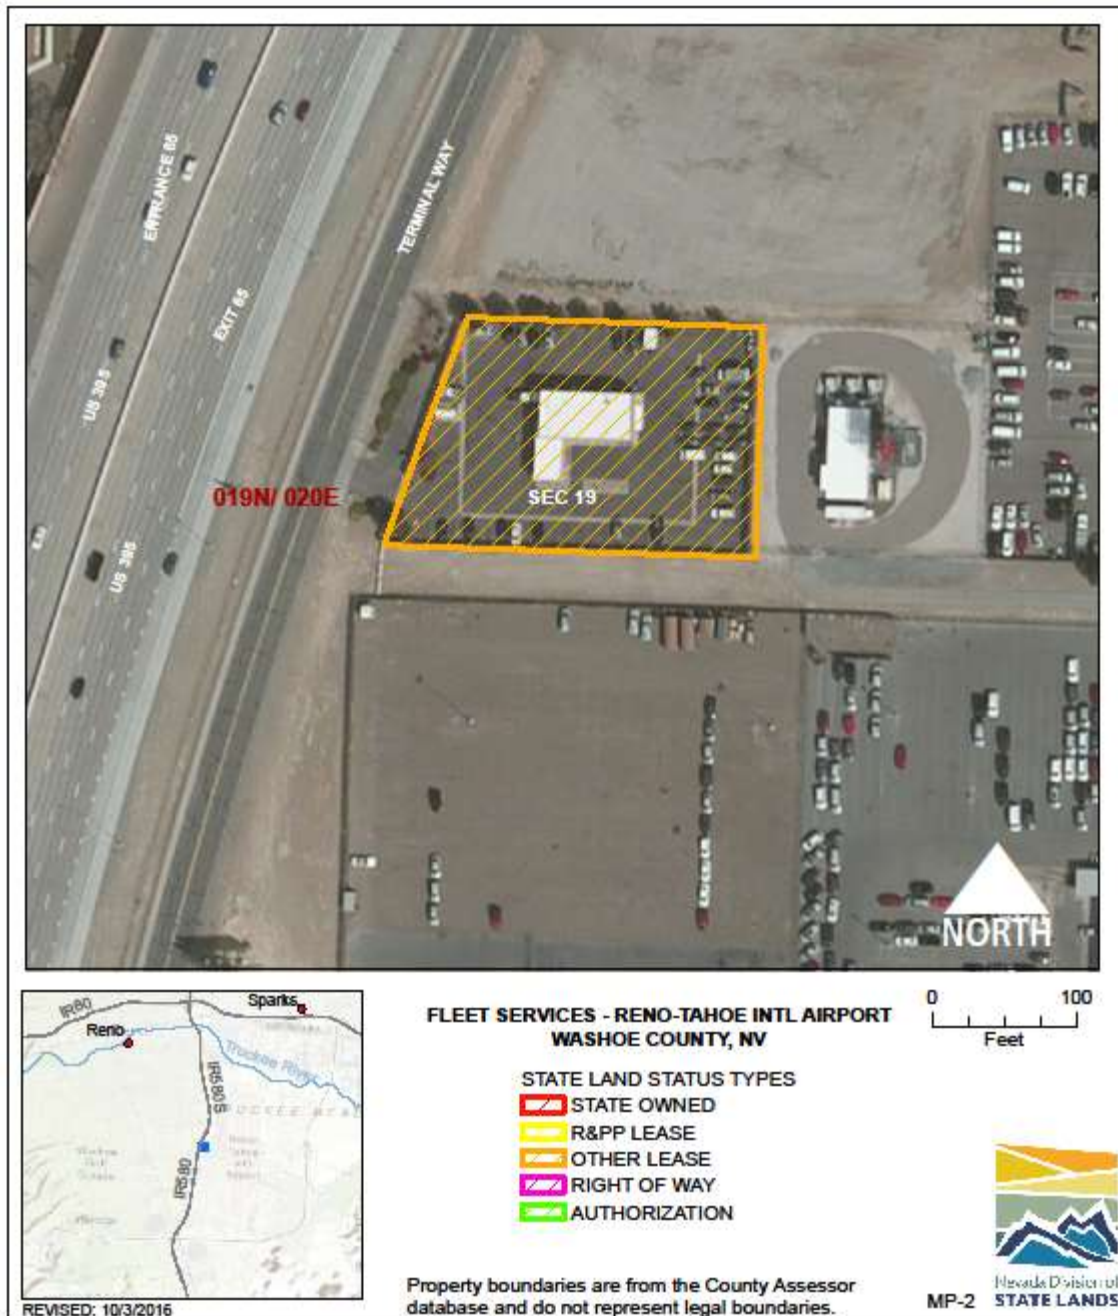 ENTRANCE 65
TERMINAL WAY
EXIT 65
US 395
019N/ 020E
SEC 19
US 395
NORTH
IR80
Sparks
Reno
Truckee River
IR580S
IR580
REVISED: 10/3/2016
FLEET SERVICES - RENO-TAHOE INTL AIRPORT
WASHOE COUNTY, NV
0 100
Feet
STATE LAND STATUS TYPES
STATE OWNED
R&PP LEASE
OTHER LEASE
RIGHT OF WAY
AUTHORIZATION
Property boundaries are from the County Assessor
database and do not represent legal boundaries.
MP-2
Nevada Division of
STATE LANDS